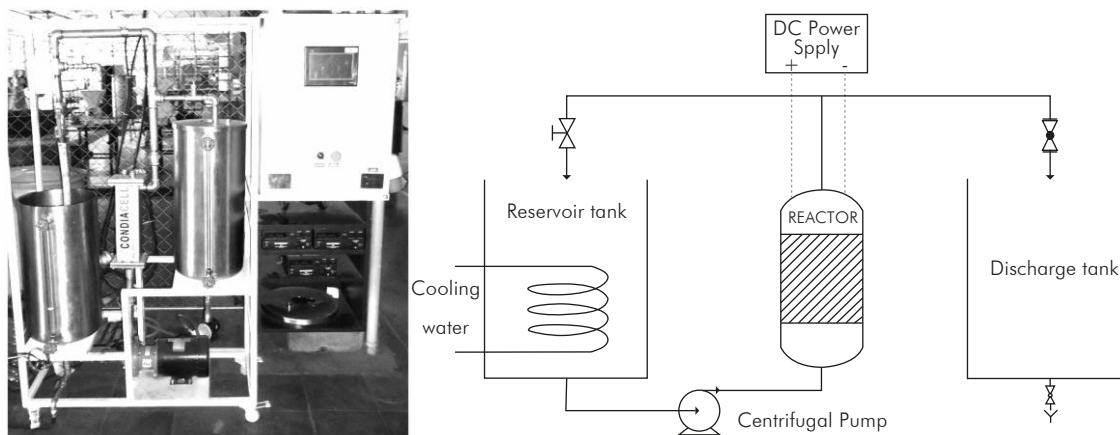 CONDIACELL
DC Power
Spply
+ -
Reservoir tank
REACTOR
Cooling
water
Discharge tank
Centrifugal Pump